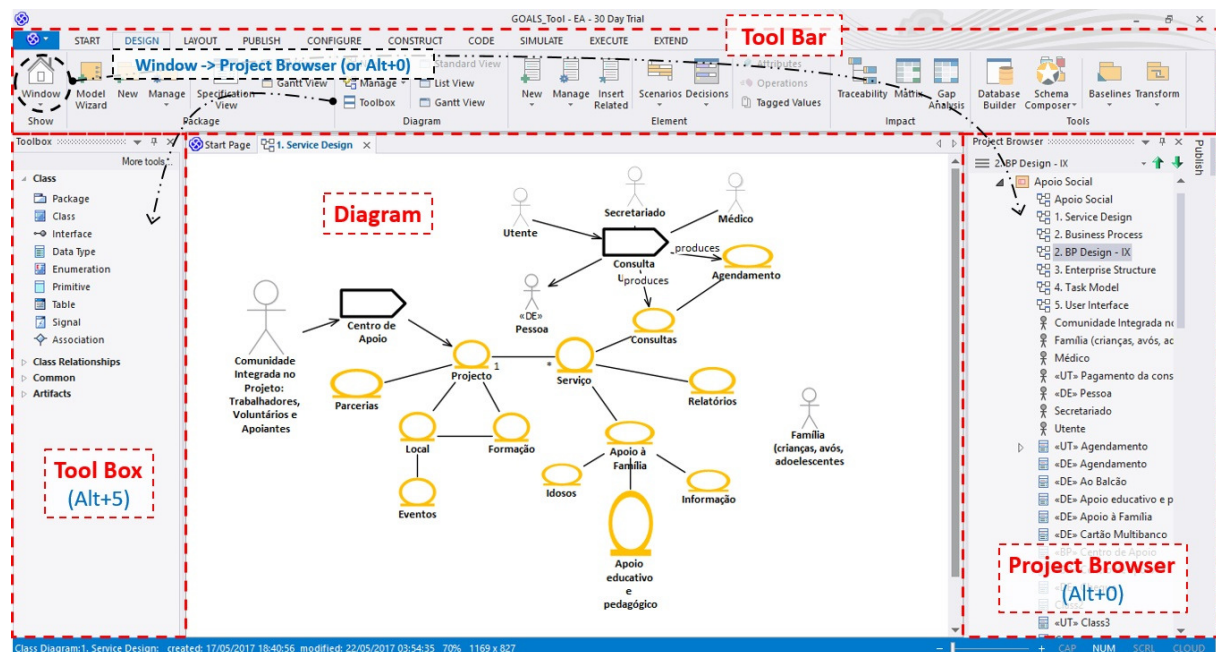 GOALS_Tool - EA - 30 Day Trial
START DESIGN LAYOUT PUBLISH CONFIGURE CONSTRUCT CODE SIMULATE EXECUTE EXTEND
Tool Bar
Window -> Project Browser (or Alt+0)
Standard View
Attributes
Gantt View
Manage
List View
Operations
Window
Model Wizard
New
Manage
Specification View
Toolbox
Gantt View
Tagged Values
New
Manage
Insert Related
Scenarios
Decisions
Traceability
Matrix
Gap Analysis
Database Builder
Schema Composer
Baselines
Transform
Show
Package
Diagram
Element
Impact
Tools
Toolbox
More tools...
Class
Package
Class
Interface
Data Type
Enumeration
Primitive
Table
Signal
Association
Class Relationships
Common
Artifacts
Tool Box
(Alt+5)
Start Page
1. Service Design
Diagram
Utente
Secretariado
Médico
Consulta
produces
produces
Agendamento
«DE»
Pessoa
Consultas
Centro de
Apoio
Comunidade
Integrada no
Projeto:
Trabalhadores,
Voluntários e
Apoiantes
Projecto
1
*
Serviço
Parcerias
Relatórios
Local
Formação
Apoio à
Família
Família
(crianças, avós,
adoelescentes
Eventos
Idosos
Informação
Apoio
educativo
e
pedagógico
Project Browser
Publish
2. BP Design - IX
Apoio Social
Apoio Social
1. Service Design
2. Business Process
2. BP Design - IX
3. Enterprise Structure
4. Task Model
5. User Interface
Comunidade Integrada no
Família (crianças, avós, ac
Médico
«UT» Pagamento da cons
«DE» Pessoa
Secretariado
Utente
«UT» Agendamento
«DE» Agendamento
«DE» Ao Balcão
«DE» Apoio educativo e p
«DE» Apoio à Família
«DE» Cartão Multibanco
«BP» Centro de Apoio
Project Browser
(Alt+0)
Class2
«UT» Class3
Class Diagram:1. Service Design: created: 17/05/2017 18:40:56 modified: 22/05/2017 03:54:35 70% 1169 x 827
CAP NUM SCRL CLOUD